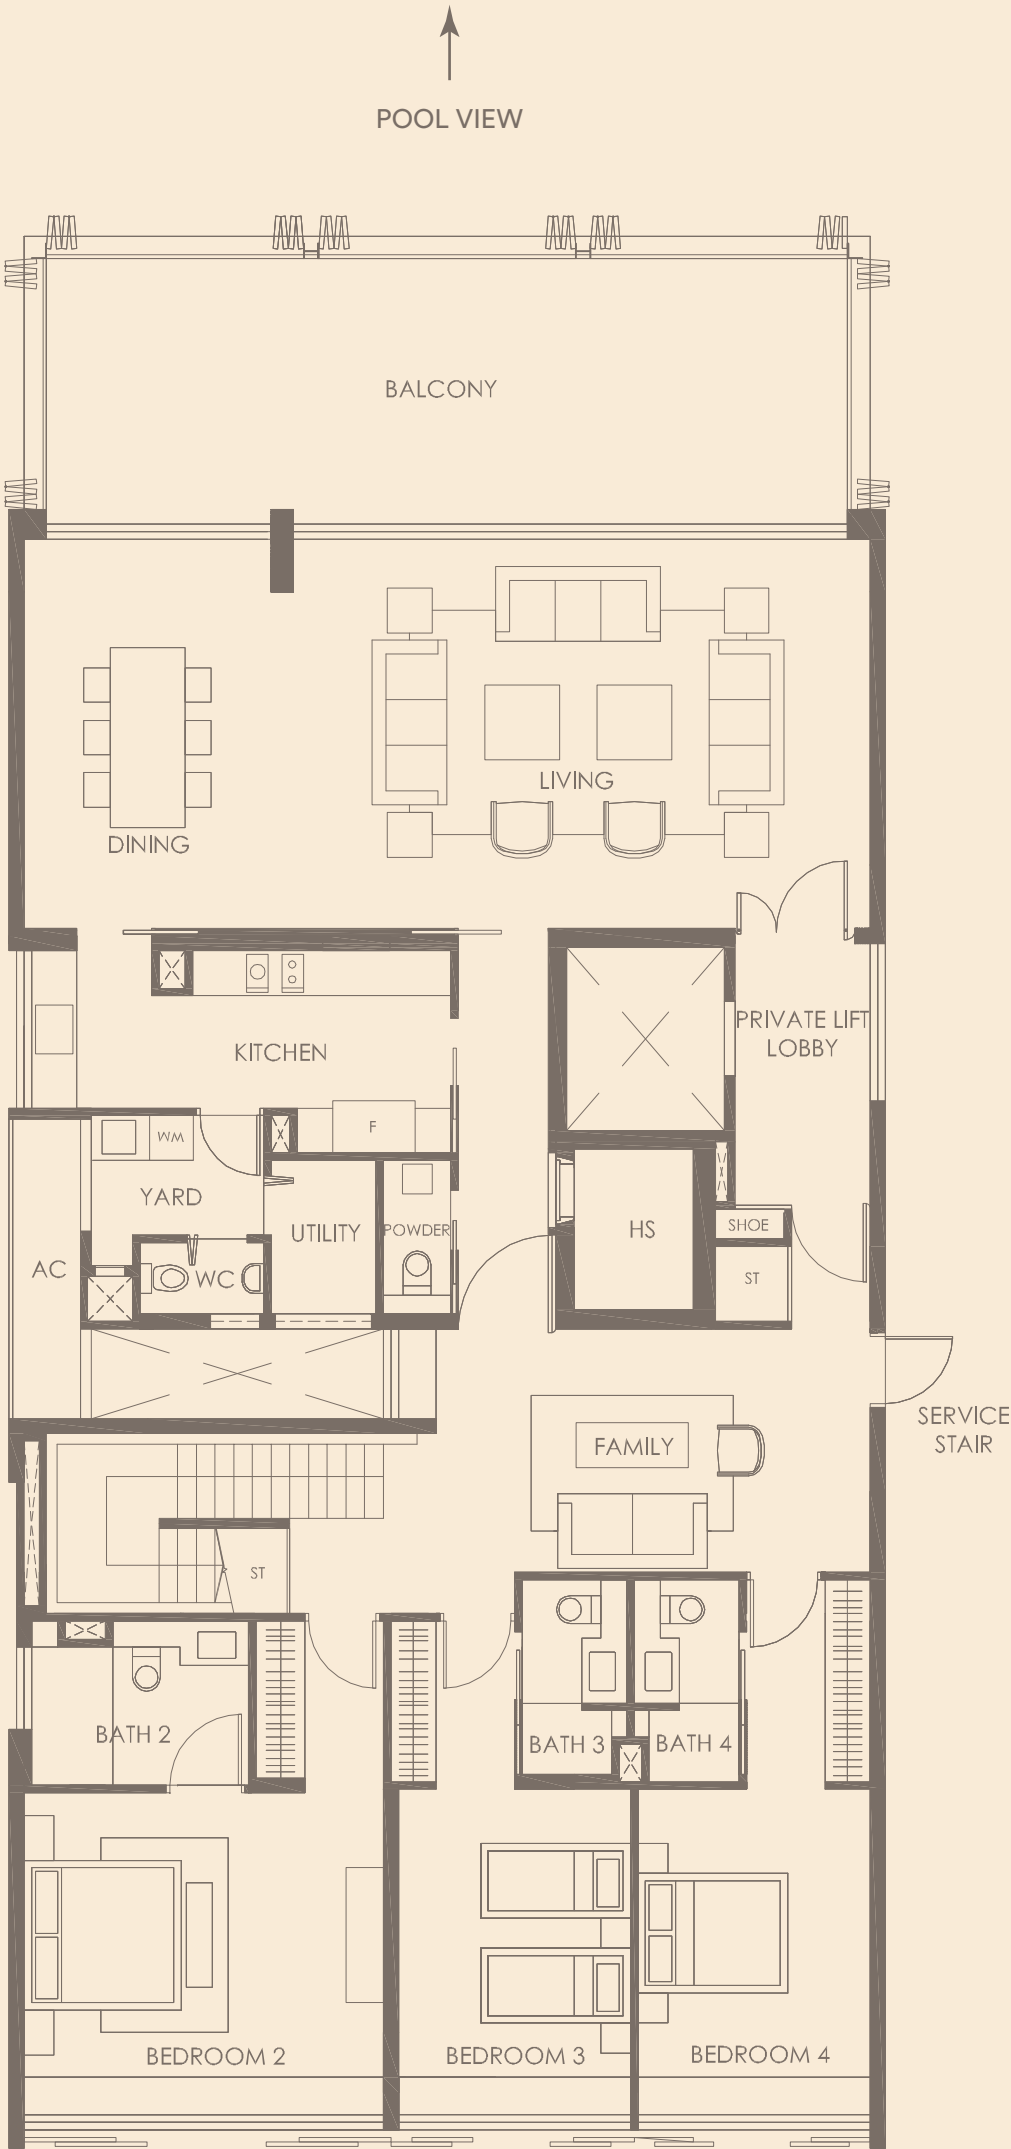 POOL VIEW
BALCONY
LIVING
DINING
PRIVATE LIFT
LOBBY
KITCHEN
F
WM
YARD
UTILITY
POWDER
HS
SHOE
ST
AC
WC
SERVICE
STAIR
FAMILY
ST
BATH 2
BATH 3
BATH 4
BEDROOM 2
BEDROOM 3
BEDROOM 4